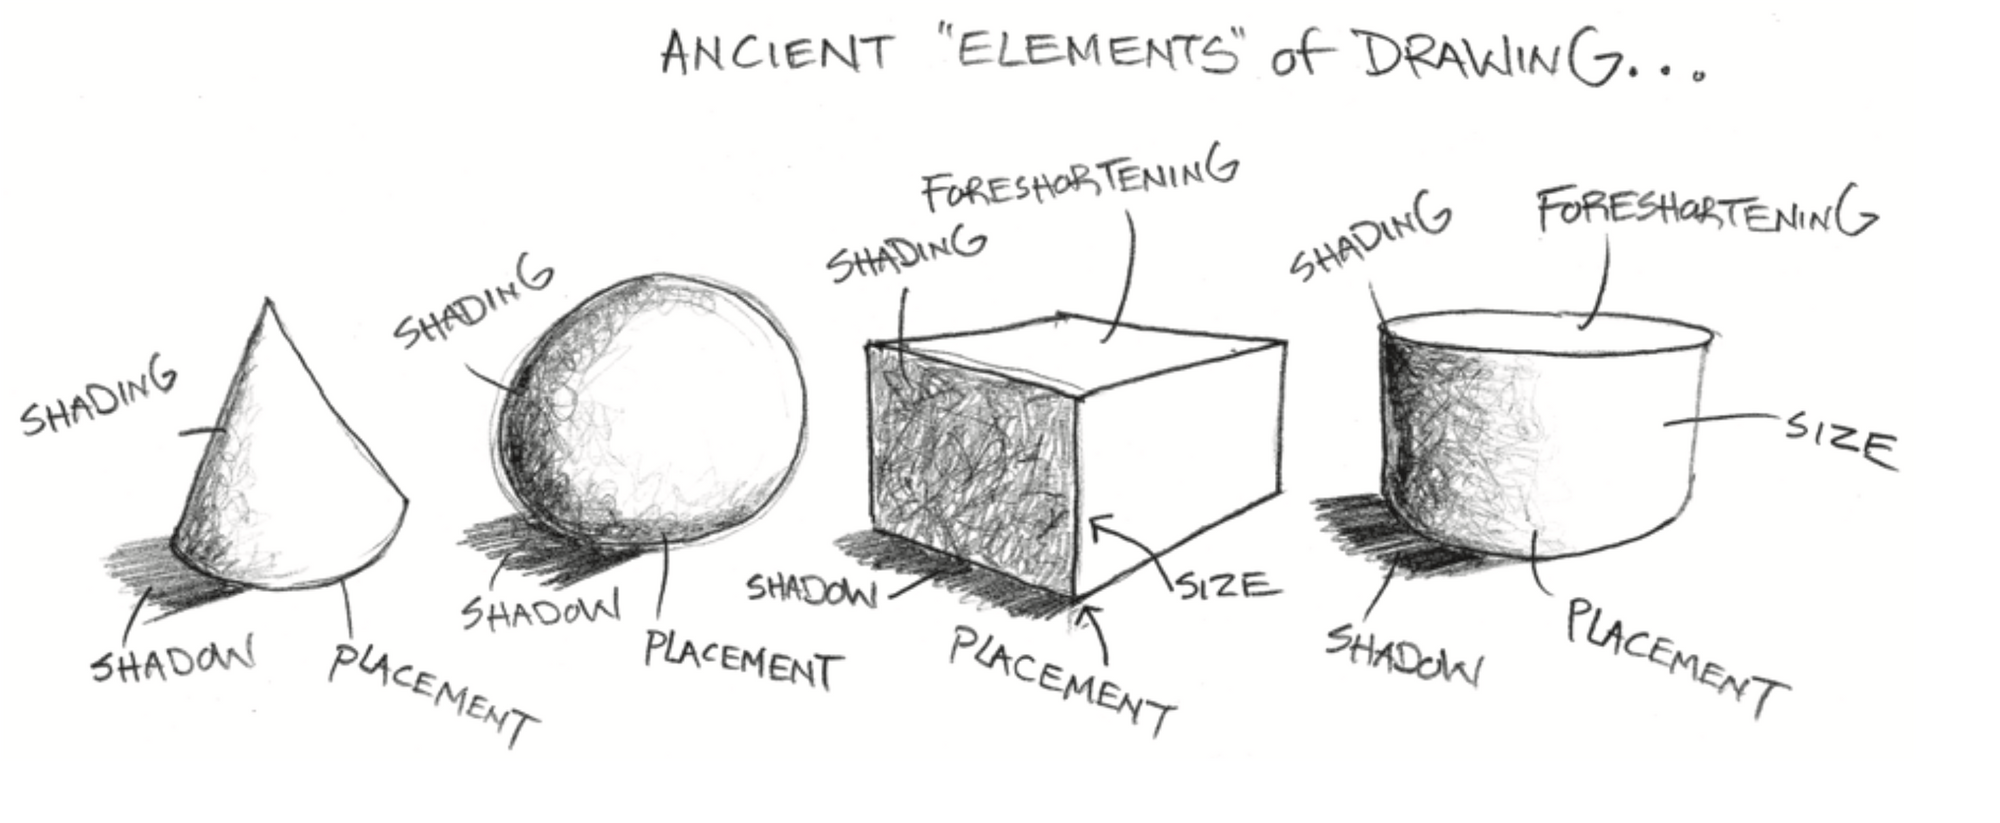 ANCIENT "ELEMENTS" of DRAWING...
SHADING
SHADOW
PLACEMENT
SHADING
SHADOW
PLACEMENT
FORESHORTENING
SHADING
SHADOW
SIZE
PLACEMENT
SHADING
FORESHORTENING
SIZE
SHADOW
PLACEMENT